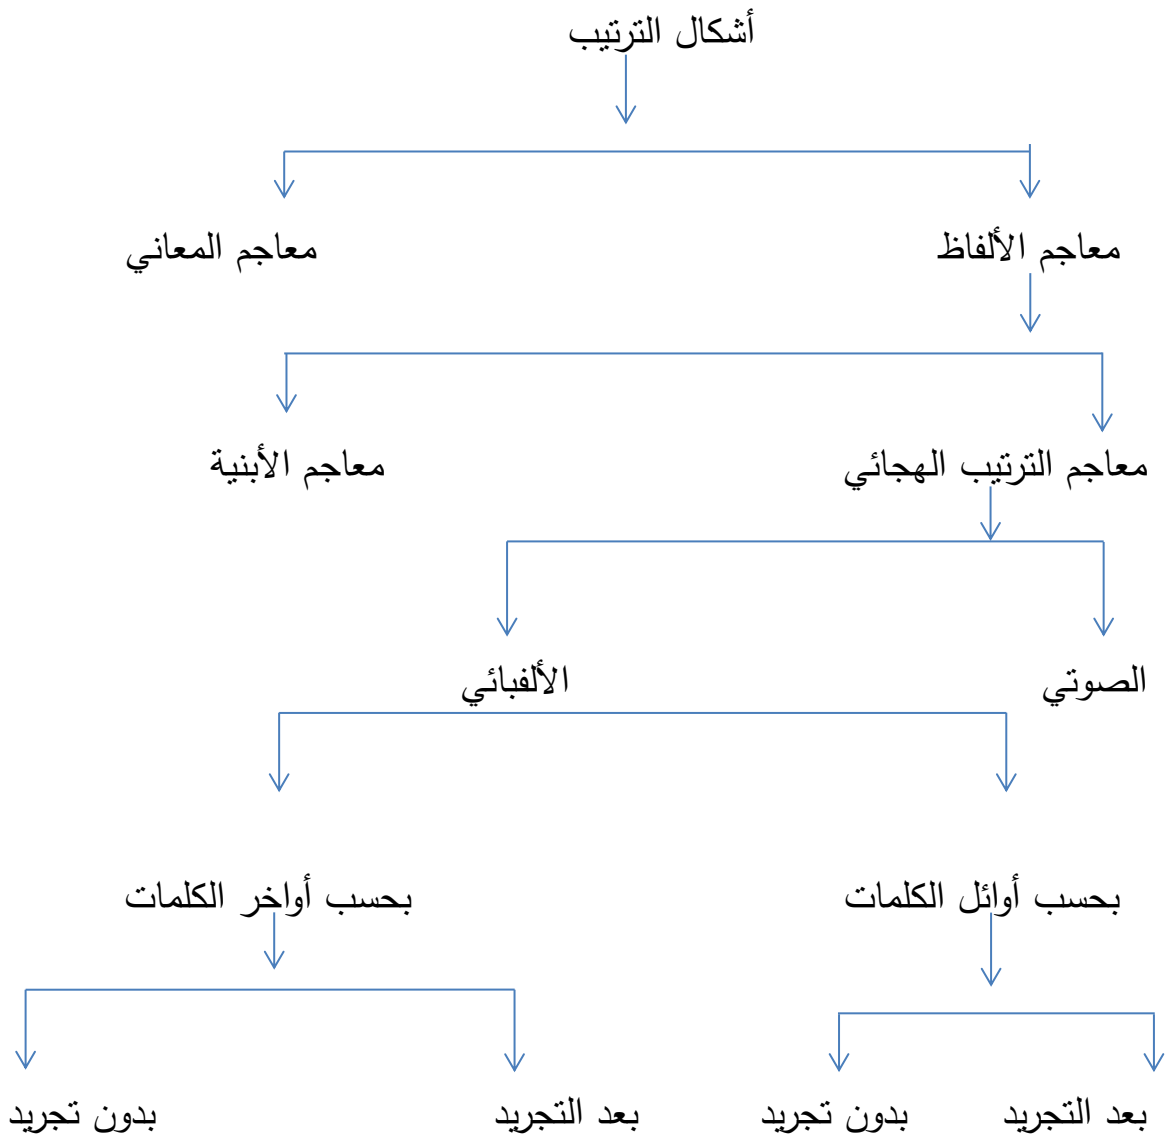 أشكال الترتيب
معاجم الألفاظ
معاجم المعاني
معاجم الترتيب الهجائي
معاجم الأبنية
الصوتي
الألفبائي
بحسب أوائل الكلمات
بحسب أواخر الكلمات
بعد التجريد
بدون تجريد
بعد التجريد
بدون تجريد